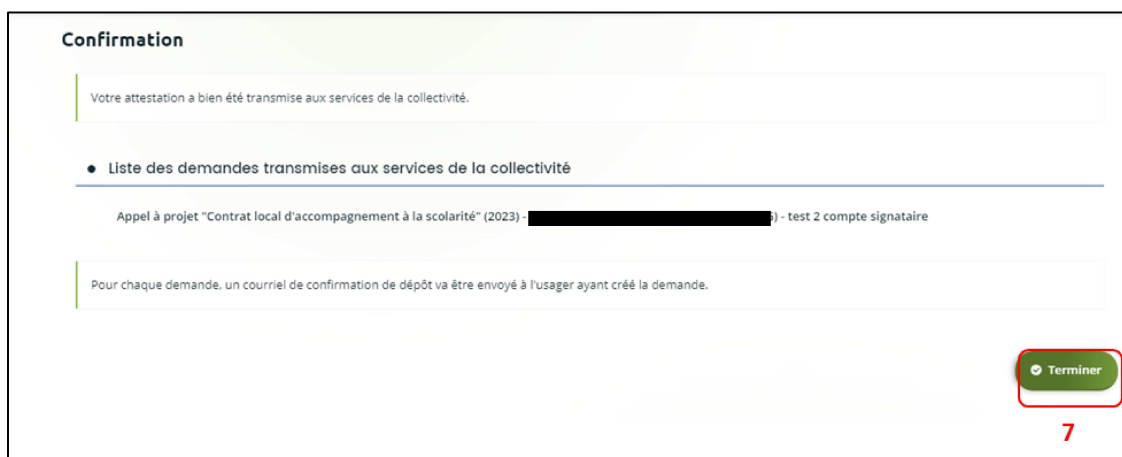 Confirmation
Votre attestation a bien été transmise aux services de la collectivité.
Liste des demandes transmises aux services de la collectivité
Appel à projet "Contrat local d'accompagnement à la scolarité" (2023) - ) - test 2 compte signataire
Pour chaque demande, un courriel de confirmation de dépôt va être envoyé à l'usager ayant créé la demande.
Terminer
7